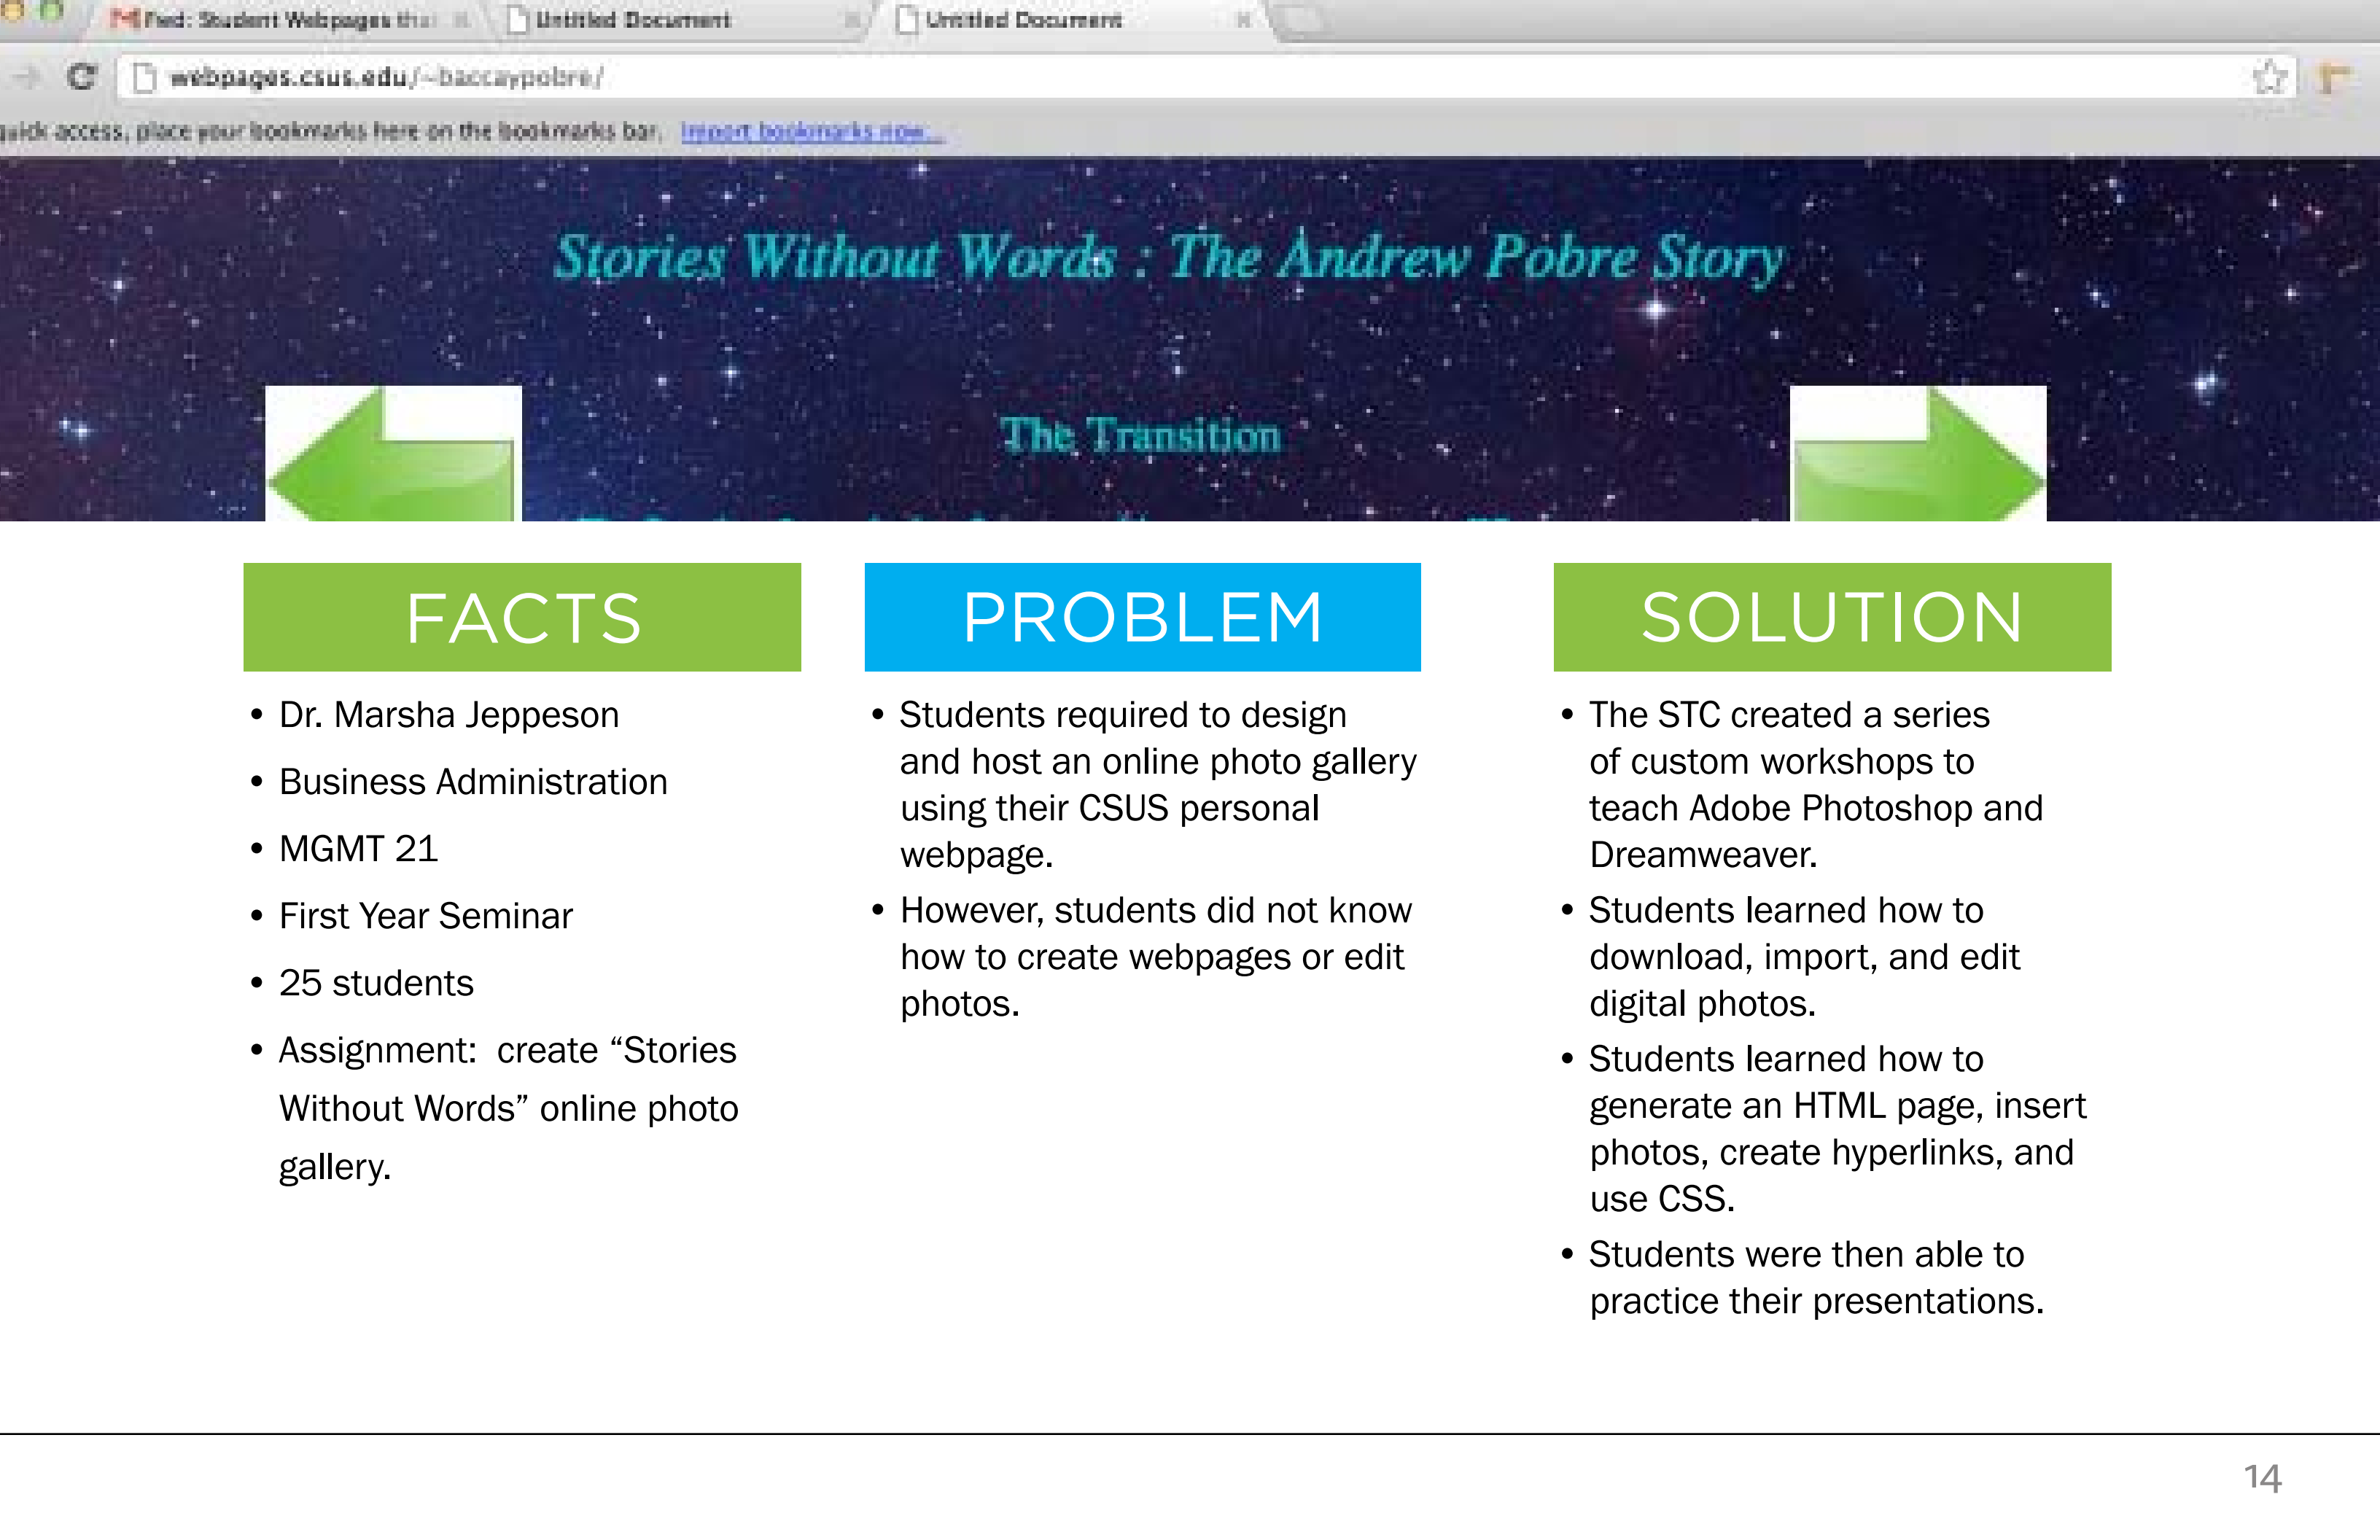 Fwd: Student Webpages that
Untitled Document
Untitled Document
webpages.csus.edu/~baccaypobre/
quick access, place your bookmarks here on the bookmarks bar. Import bookmarks now...
Stories Without Words : The Andrew Pobre Story
The Transition
FACTS
• Dr. Marsha Jeppeson
• Business Administration
• MGMT 21
• First Year Seminar
• 25 students
• Assignment:  create “Stories
Without Words” online photo
gallery.
PROBLEM
• Students required to design
and host an online photo gallery
using their CSUS personal
webpage.
• However, students did not know
how to create webpages or edit
photos.
SOLUTION
• The STC created a series
of custom workshops to
teach Adobe Photoshop and
Dreamweaver.
• Students learned how to
download, import, and edit
digital photos.
• Students learned how to
generate an HTML page, insert
photos, create hyperlinks, and
use CSS.
• Students were then able to
practice their presentations.
14